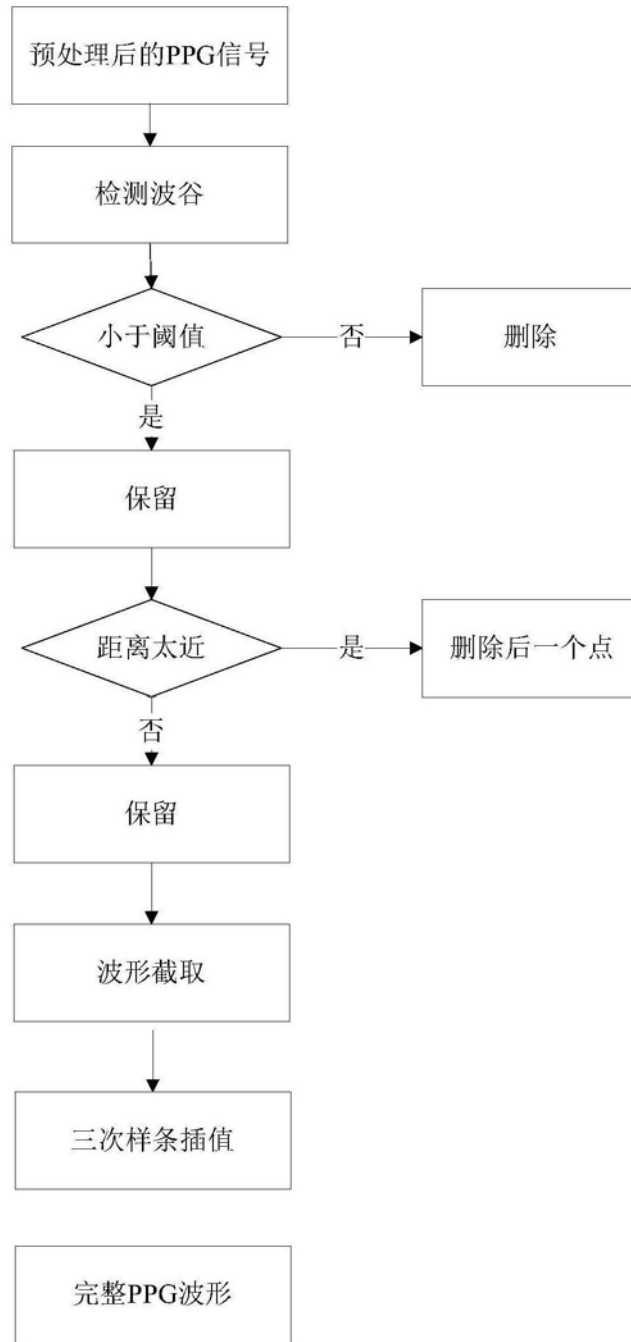 预处理后的PPG信号
检测波谷
小于阈值
否
删除
是
保留
距离太近
是
删除后一个点
否
保留
波形截取
三次样条插值
完整PPG波形